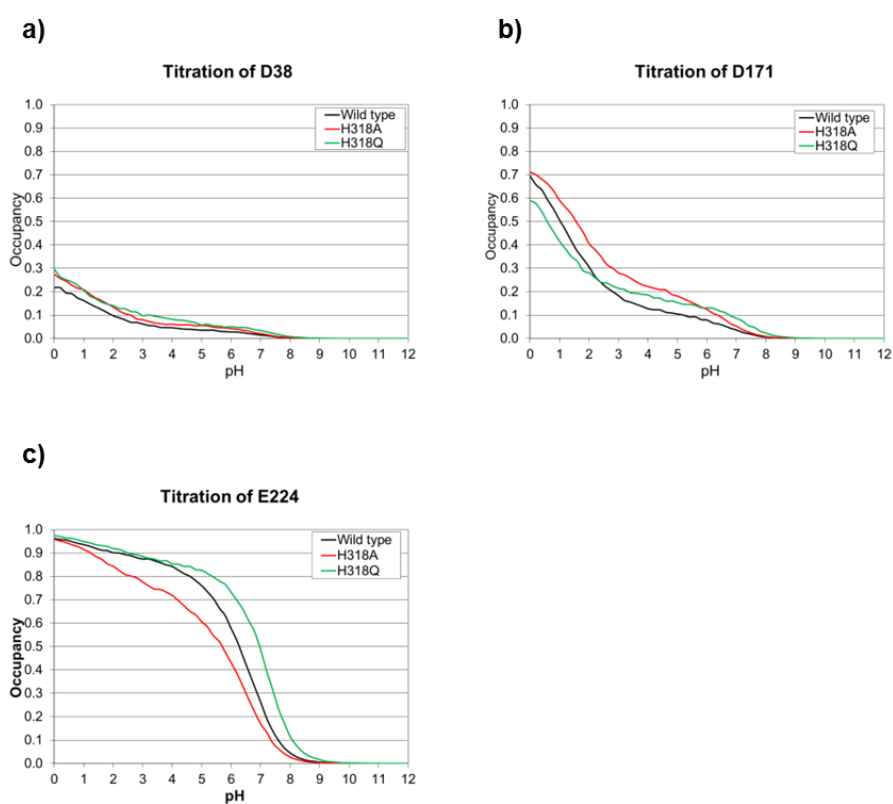 a)
Titration of D38
1.0
0.9
0.8
0.7
0.6
0.5
0.4
0.3
0.2
0.1
0.0
Occupancy
0 1 2 3 4 5 6 7 8 9 10 11 12
pH
Wild type
H318A
H318Q
b)
Titration of D171
1.0
0.9
0.8
0.7
0.6
0.5
0.4
0.3
0.2
0.1
0.0
Occupancy
0 1 2 3 4 5 6 7 8 9 10 11 12
pH
Wild type
H318A
H318Q
c)
Titration of E224
1.0
0.9
0.8
0.7
0.6
0.5
0.4
0.3
0.2
0.1
0.0
Occupancy
0 1 2 3 4 5 6 7 8 9 10 11 12
pH
Wild type
H318A
H318Q